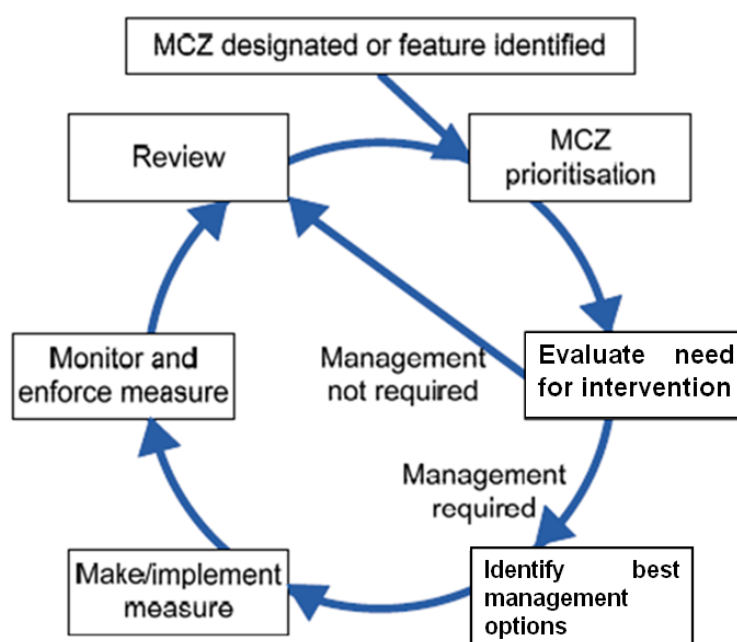 MCZ designated or feature identified
Review
MCZ
prioritisation
Monitor and
enforce measure
Management
not required
Evaluate need
for intervention
Management
required
Make/implement
measure
Identify best
management
options